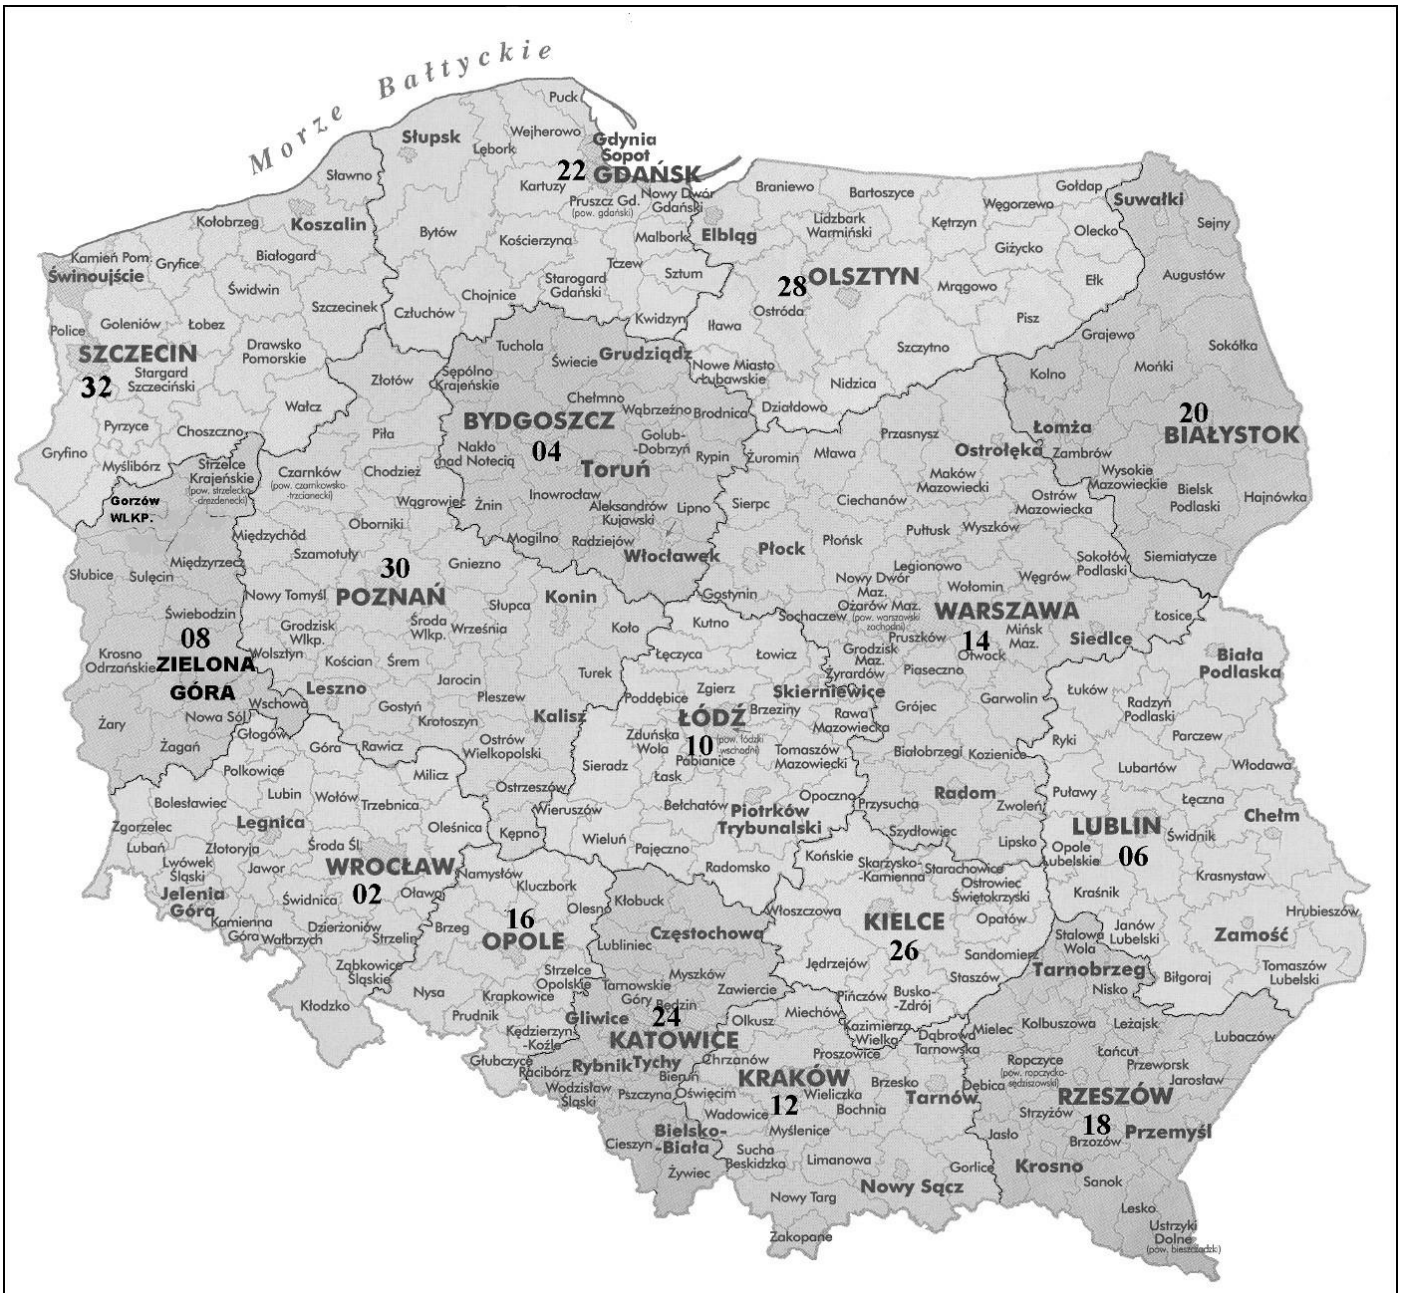 Morze Bałtyckie
Puck
Słupsk
Wejherowo
Lębork
Gdynia
Sopot
22 GDAŃSK
Sławno
Kartuzy
Pruszcz Gd.
(pow. gdański)
Nowy Dwór
Gdański
Kołobrzeg
Koszalin
Bytów
Kościerzyna
Malbork
Elbląg
Braniewo
Bartoszyce
Lidzbark
Warmiński
Kętrzyn
Węgorzewo
Gołdap
Suwałki
Sejny
Olecko
Giżycko
Kamień Pom.
Świnoujście
Gryfice
Białogard
Świdwin
Tczew
Starogard
Gdański
Sztum
28 OLSZTYN
Mrągowo
Ełk
Augustów
Szczecinek
Człuchów
Chojnice
Kwidzyn
Iława
Ostróda
Pisz
Police
Goleniów
Łobez
Drawsko
Pomorskie
SZCZECIN
32
Stargard
Szczeciński
Tuchola
Świecie
Grudziądz
Nowe Miasto
Lubawskie
Szczytno
Nidzica
Grajewo
Sokółka
Mońki
Kolno
Złotów
Sępólno
Krajeńskie
Wałcz
Pyrzyce
Choszczno
Gryfino
Myślibórz
Chełmno
Wąbrzeźno
Brodnica
Działdowo
BYDGOSZCZ
04
Piła
Nakło
nad Notecią
Golub-
-Dobrzyń
Toruń
Rypin
Żuromin
Mława
Przasnysz
Ostrołęka
Łomża
Zambrów
20
BIAŁYSTOK
Wysokie
Mazowieckie
Bielsk
Podlaski
Hajnówka
Strzelce
Krajeńskie
(pow. strzelecko-
-drezdenecki)
Gorzów
WLKP.
Czarnków
(pow. czarnkowsko-
-trzcianecki)
Chodzież
Wągrowiec
Żnin
Inowrocław
Aleksandrów
Kujawski
Lipno
Sierpc
Ciechanów
Maków
Mazowiecki
Ostrów
Mazowiecka
Oborniki
Międzychód
Szamotuły
Mogilno
Radziejów
Włocławek
Płock
Płońsk
Pułtusk
Wyszków
Sokołów
Podlaski
Siemiatycze
Słubice
Sulęcin
Międzyrzecz
30
POZNAŃ
Gniezno
Nowy Tomyśl
Słupca
Konin
Gostynin
Nowy Dwór
Maz.
Legionowo
Wołomin
Węgrów
Świebodzin
08
ZIELONA
GÓRA
Krosno
Odrzańskie
Grodzisk
Wlkp.
Środa
Wlkp.
Września
Koło
Kutno
Sochaczew
Ożarów Maz.
(pow. warszawski
zachodni)
WARSZAWA
14
Mińsk
Maz.
Siedlce
Łosice
Pruszków
Otwock
Wolsztyn
Kościan
Śrem
Łęczyca
Łowicz
Grodzisk
Maz.
Żyrardów
Piaseczno
Biała
Podlaska
Leszno
Jarocin
Turek
Wschowa
Nowa Sól
Gostyń
Krotoszyn
Pleszew
Kalisz
Poddębice
Zgierz
Skierniewice
Brzeziny
ŁÓDŹ
10
(pow. łódzki
wschodni)
Rawa
Mazowiecka
Grójec
Garwolin
Łuków
Radzyń
Podlaski
Żary
Żagań
Głogów
Góra
Rawicz
Ostrów
Wielkopolski
Zduńska
Wola
Pabianice
Tomaszów
Mazowiecki
Białobrzegi
Kozienice
Ryki
Parczew
Polkowice
Milicz
Sieradz
Łask
Lubartów
Włodawa
Bolesławiec
Lubin
Wołów
Trzebnica
Ostrzeszów
Wieruszów
Bełchatów
Opoczno
Przysucha
Radom
Zwoleń
Puławy
Łęczna
Chełm
Zgorzelec
Legnica
Oleśnica
Kępno
Piotrków
Trybunalski
Szydłowiec
Lipsko
LUBLIN
06
Opole
Lubelskie
Świdnik
Lubań
Złotoryja
Środa Śl.
Wieluń
Pajęczno
Lwówek
Śląski
Jawor
WROCŁAW
02
Namysłów
Radomsko
Końskie
Skarżysko-
-Kamienna
Starachowice
Ostrowiec
Świętokrzyski
Krasnystaw
Jelenia
Góra
Świdnica
Oława
Kluczbork
Olesno
Kłobuck
Włoszczowa
KIELCE
26
Opatów
Kraśnik
Hrubieszów
Kamienna
Góra
Wałbrzych
Dzierżoniów
Strzelin
Brzeg
16
OPOLE
Częstochowa
Lubliniec
Stalowa
Wola
Janów
Lubelski
Zamość
Ząbkowice
Śląskie
Jędrzejów
Sandomierz
Tarnobrzeg
Biłgoraj
Tomaszów
Lubelski
Nysa
Strzelce
Opolskie
Krapkowice
Tarnowskie
Góry
Myszków
Zawiercie
Będzin
Staszów
Busko-
-Zdrój
Pińczów
Nisko
Kłodzko
Prudnik
Gliwice
24
KATOWICE
Olkusz
Miechów
Kazimierza
Wielka
Dąbrowa
Tarnowska
Mielec
Kolbuszowa
Leżajsk
Lubaczów
Kędzierzyn
-Koźle
Głubczyce
Racibórz
Rybnik
Tychy
Chrzanów
Proszowice
Ropczyce
(pow. ropczycko-
sędziszowski)
Łańcut
Przeworsk
Jarosław
Wodzisław
Śląski
Pszczyna
Bieruń
Oświęcim
KRAKÓW
12
Wieliczka
Brzesko
Bochnia
Tarnów
Dębica
RZESZÓW
18
Strzyżów
Przemyśl
Brzozów
Wadowice
Myślenice
Cieszyn
Bielsko-
-Biała
Sucha
Beskidzka
Limanowa
Gorlice
Jasło
Krosno
Sanok
Żywiec
Nowy Targ
Nowy Sącz
Zakopane
Lesko
Ustrzyki
Dolne
(pow. bieszczadzki)